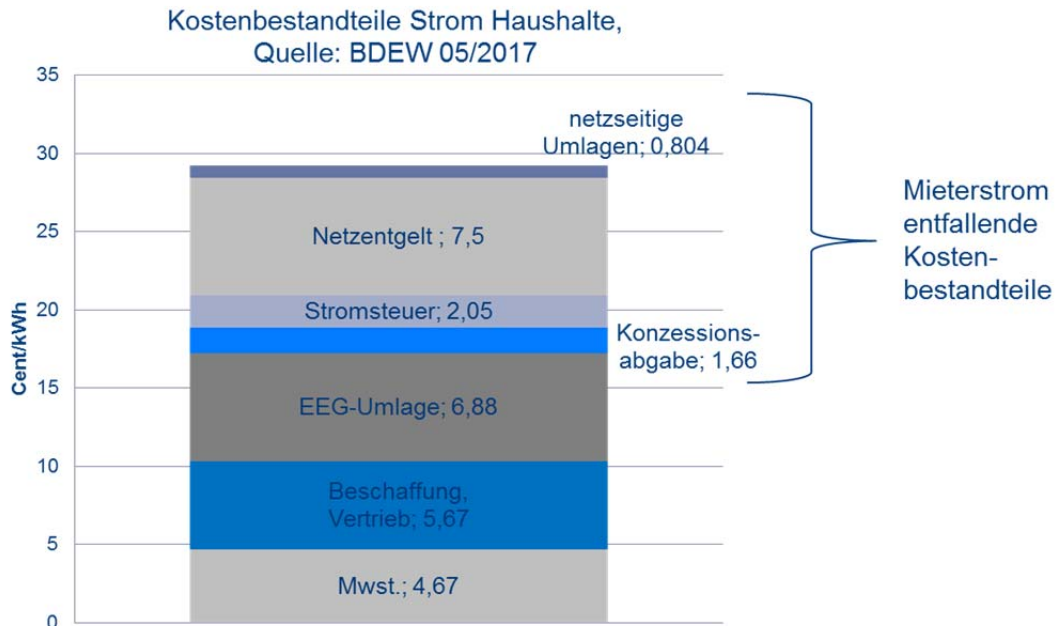 Kostenbestandteile Strom Haushalte,
Quelle: BDEW 05/2017
35
30
25
20
15
10
5
0
Cent/kWh
netzseitige
Umlagen; 0,804
Netzentgelt ; 7,5
Stromsteuer; 2,05
Konzessions-
abgabe; 1,66
EEG-Umlage; 6,88
Beschaffung,
Vertrieb; 5,67
Mwst.; 4,67
Mieterstrom
entfallende
Kosten-
bestandteile